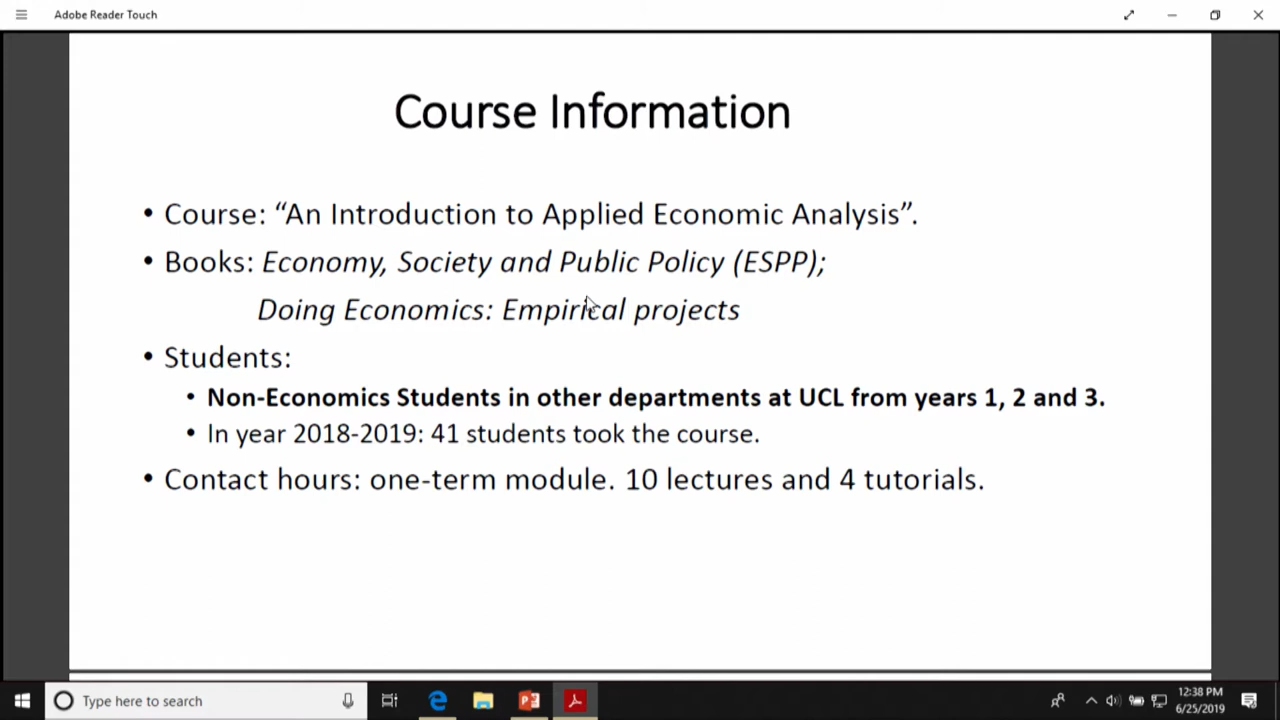 Adobe Reader Touch
Course Information
• Course: “An Introduction to Applied Economic Analysis”.
• Books: Economy, Society and Public Policy (ESPP);
Doing Economics: Empirical projects
• Students:
• Non-Economics Students in other departments at UCL from years 1, 2 and 3.
• In year 2018-2019: 41 students took the course.
• Contact hours: one-term module. 10 lectures and 4 tutorials.
Type here to search
12:38 PM
6/25/2019